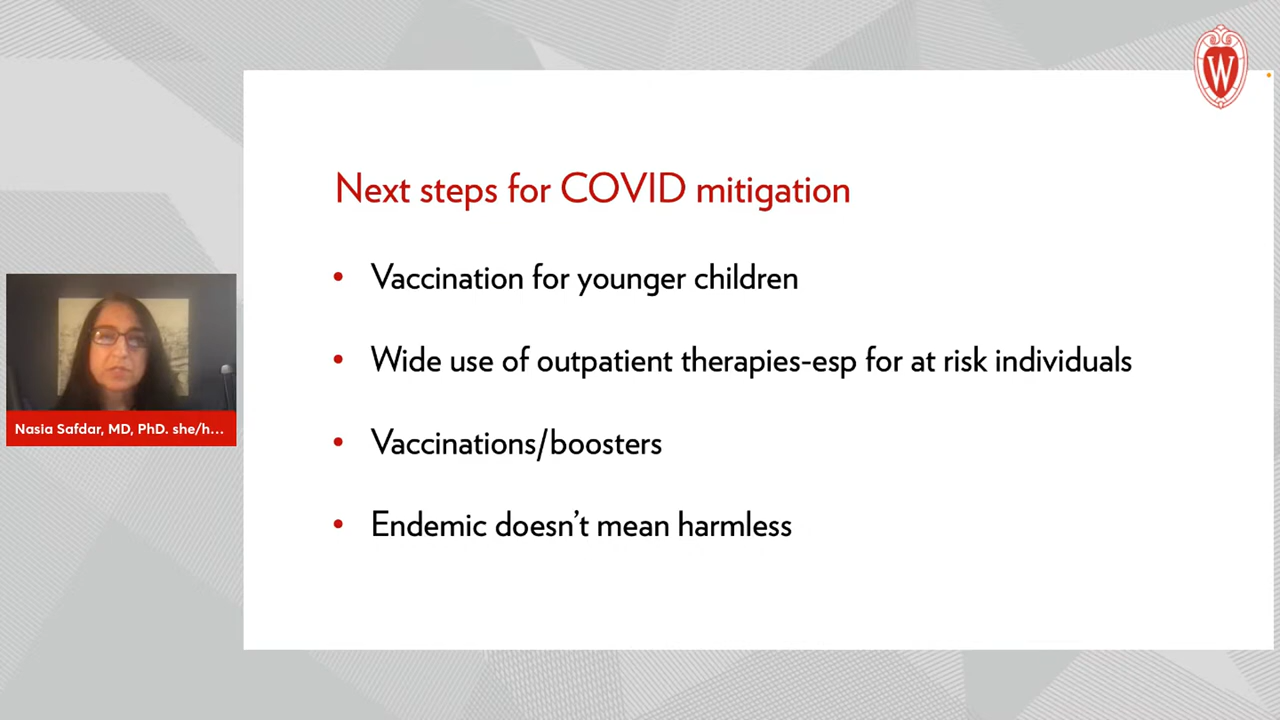 W
Next steps for COVID mitigation
• Vaccination for younger children
• Wide use of outpatient therapies-esp for at risk individuals
• Vaccinations/boosters
• Endemic doesn’t mean harmless
Nasia Safdar, MD, PhD. she/h...